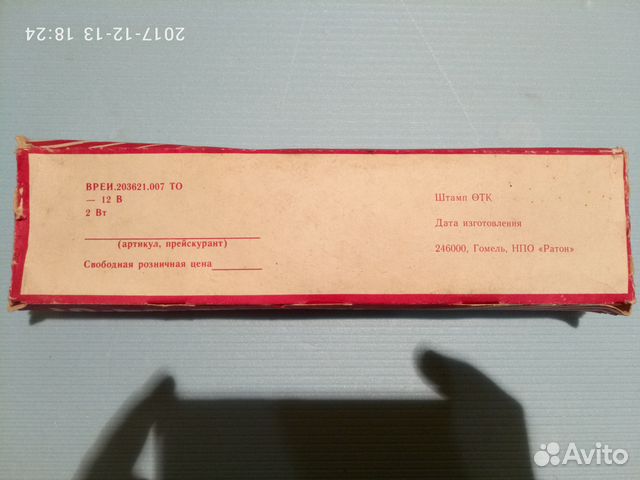 2017-12-13 18:24
ВРЕИ.203621.007 ТО
— 12 В
2 Вт
(артикул, прейскурант)
Свободная розничная цена
Штамп ОТК
Дата изготовления
246000, Гомель, НПО «Ратон»
Avito